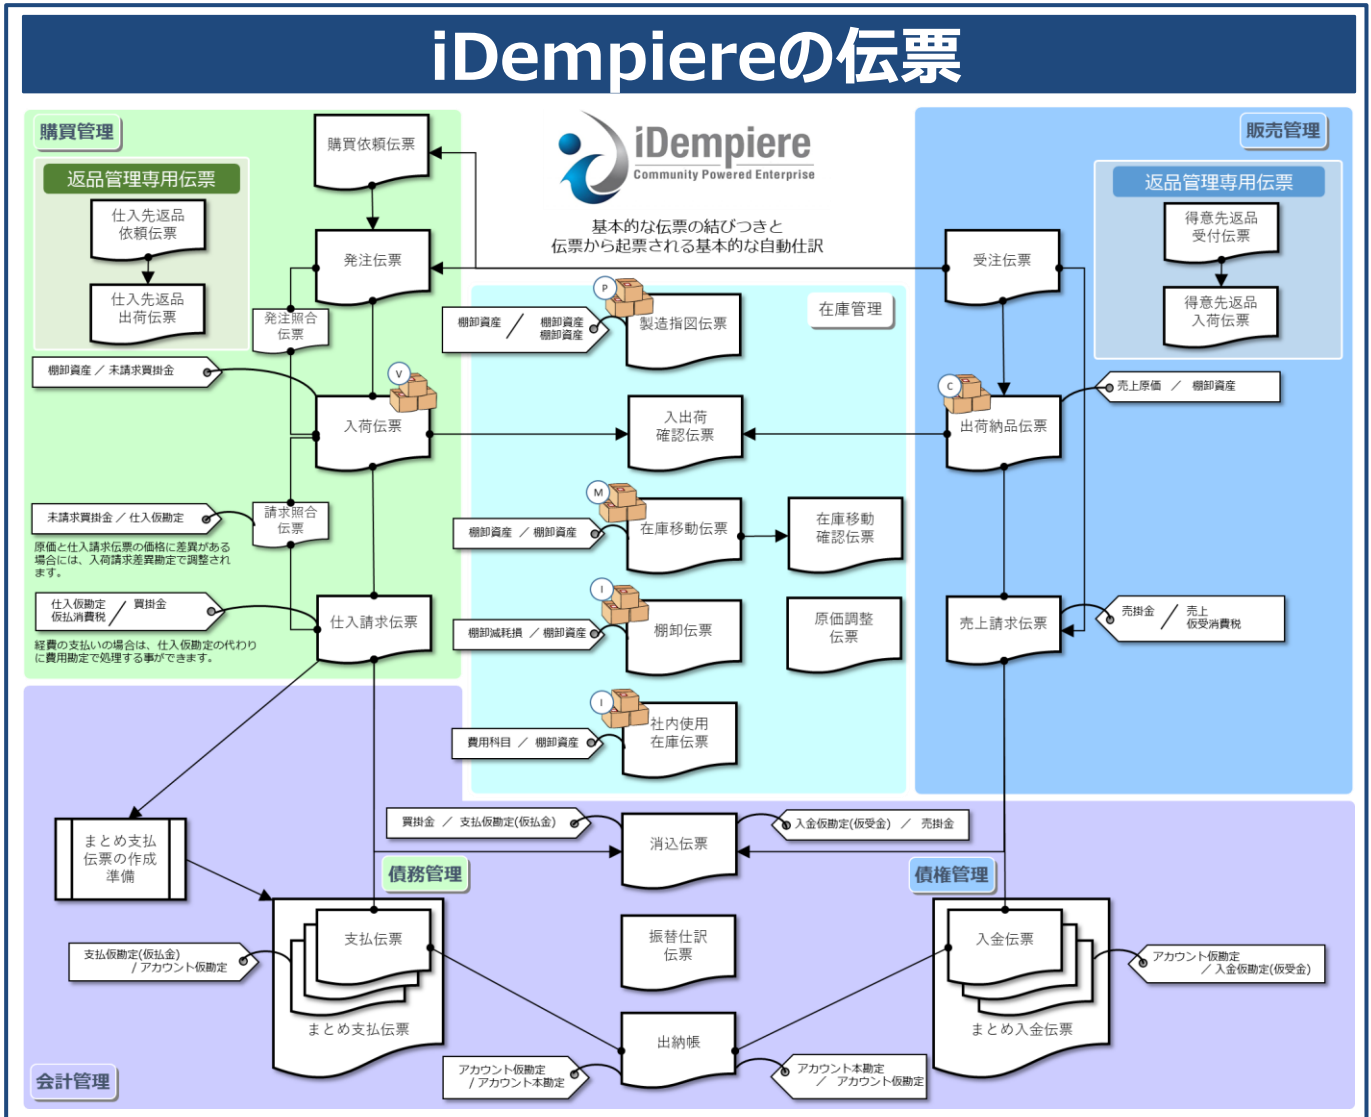 iDempiereの伝票
購買管理
返品管理専用伝票
仕入先返品
依頼伝票
仕入先返品
出荷伝票
購買依頼伝票
発注伝票
発注照合
伝票
棚卸資産 ／ 未請求買掛金
V
入荷伝票
未請求買掛金 ／ 仕入仮勘定
請求照合
伝票
原価と仕入請求伝票の価格に差異がある
場合には、入荷請求差異勘定で調整され
ます。
仕入仮勘定
仮払消費税
／
買掛金
仕入請求伝票
経費の支払いの場合は、仕入仮勘定の代わり
に費用勘定で処理する事ができます。
iDempiere
Community Powered Enterprise
基本的な伝票の結びつきと
伝票から起票される基本的な自動仕訳
在庫管理
P
棚卸資産 ／ 棚卸資産
棚卸資産
製造指図伝票
入出荷
確認伝票
M
棚卸資産 ／ 棚卸資産
在庫移動伝票
在庫移動
確認伝票
I
棚卸減耗損 ／ 棚卸資産
棚卸伝票
原価調整
伝票
I
費用科目 ／ 棚卸資産
社内使用
在庫伝票
販売管理
返品管理専用伝票
得意先返品
受付伝票
得意先返品
入荷伝票
受注伝票
C
出荷納品伝票
売上原価 ／ 棚卸資産
売上請求伝票
売掛金 ／ 売上
仮受消費税
まとめ支払
伝票の作成
準備
買掛金 ／ 支払仮勘定(仮払金)
消込伝票
入金仮勘定(仮受金) ／ 売掛金
債務管理
債権管理
支払仮勘定(仮払金)
／アカウント仮勘定
支払伝票
まとめ支払伝票
振替仕訳
伝票
入金伝票
まとめ入金伝票
アカウント仮勘定
／入金仮勘定(仮受金)
出納帳
アカウント仮勘定
／アカウント本勘定
アカウント本勘定
／ アカウント仮勘定
会計管理